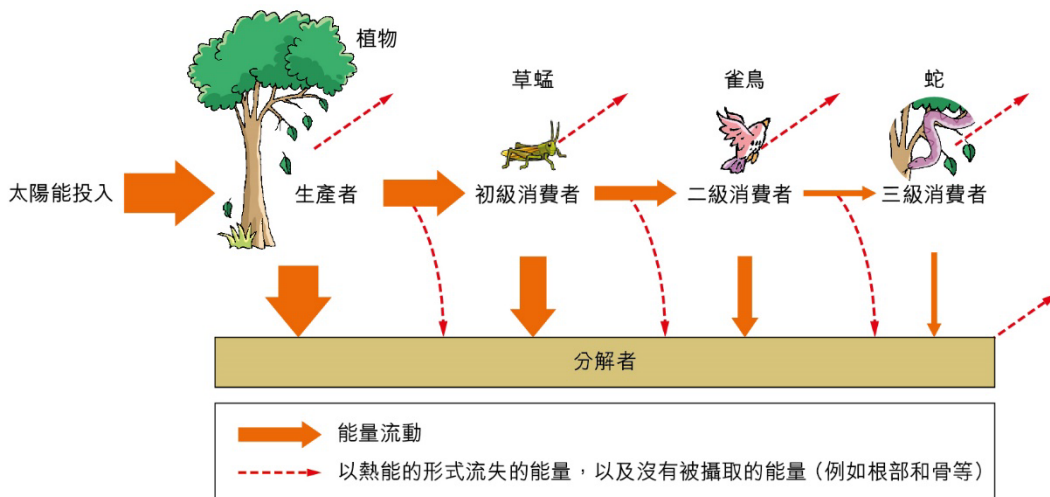 植物
草蜢
雀鳥
蛇
太陽能投入
生產者
初級消費者
二級消費者
三級消費者
分解者
能量流動
以熱能的形式流失的能量，以及沒有被攝取的能量（例如根部和骨等）